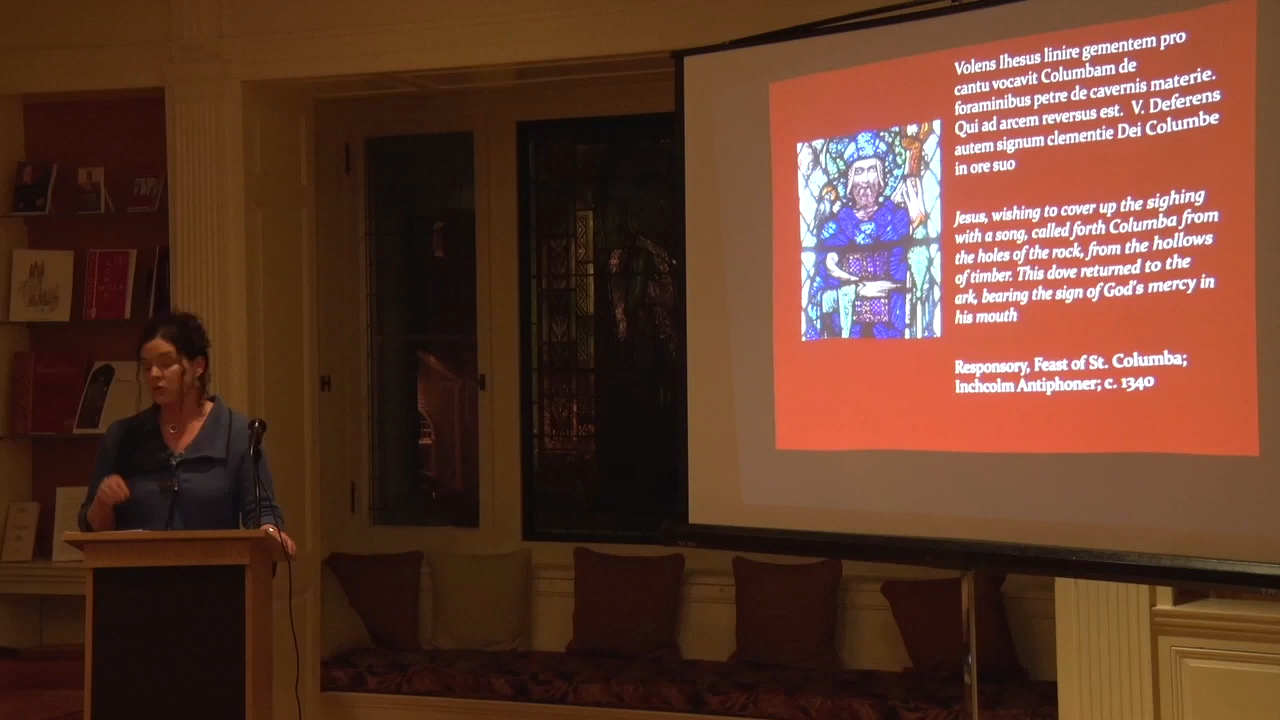 Volens Ihesus linire gementem pro
cantu vocavit Columbam de
foraminibus petre de cavernis materie.
Qui ad arcem reversus est. V. Deferens
autem signum clementie Dei Columbe
in ore suo
Jesus, wishing to cover up the sighing
with a song, called forth Columba from
the holes of the rock, from the hollows
of timber. This dove returned to the
ark, bearing the sign of God's mercy in
his mouth
Responsory, Feast of St. Columba;
Inchcolm Antiphoner; c. 1340